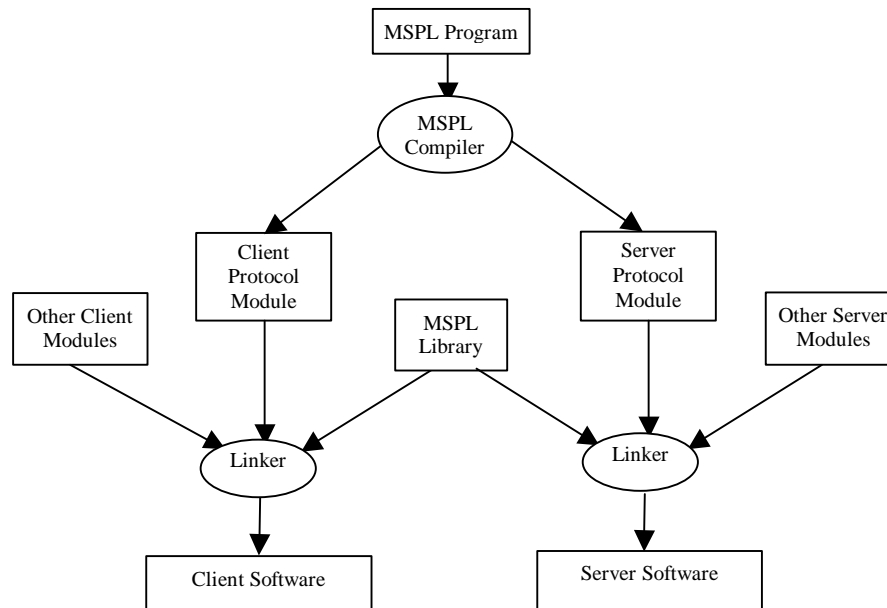 MSPL Program
MSPL
Compiler
Client
Protocol
Module
Server
Protocol
Module
Other Client
Modules
MSPL
Library
Other Server
Modules
Linker
Linker
Client Software
Server Software